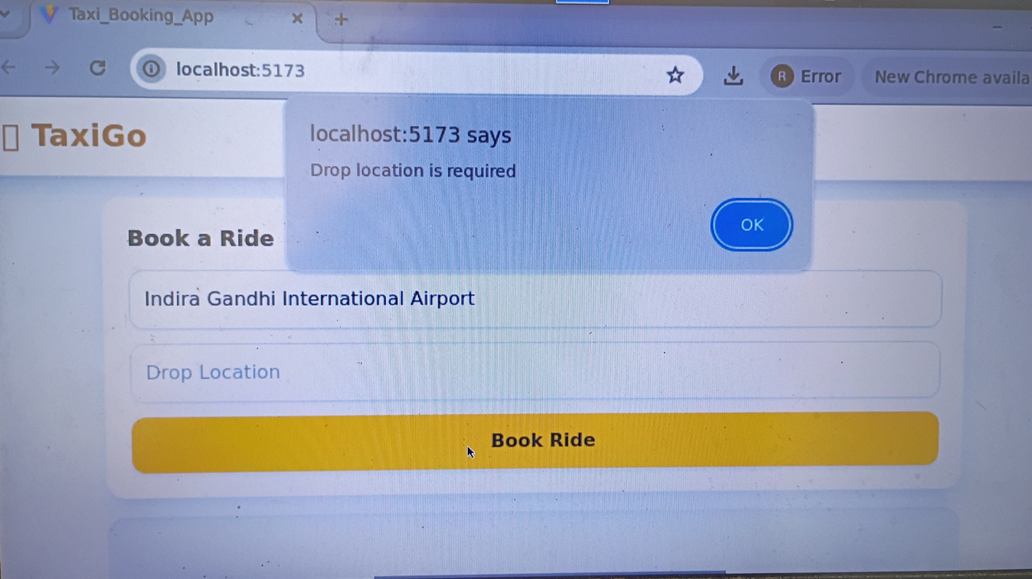 Taxi_Booking_App
localhost:5173
R Error
New Chrome availa
TaxiGo
localhost:5173 says
Drop location is required
OK
Book a Ride
Indira Gandhi International Airport
Drop Location
Book Ride